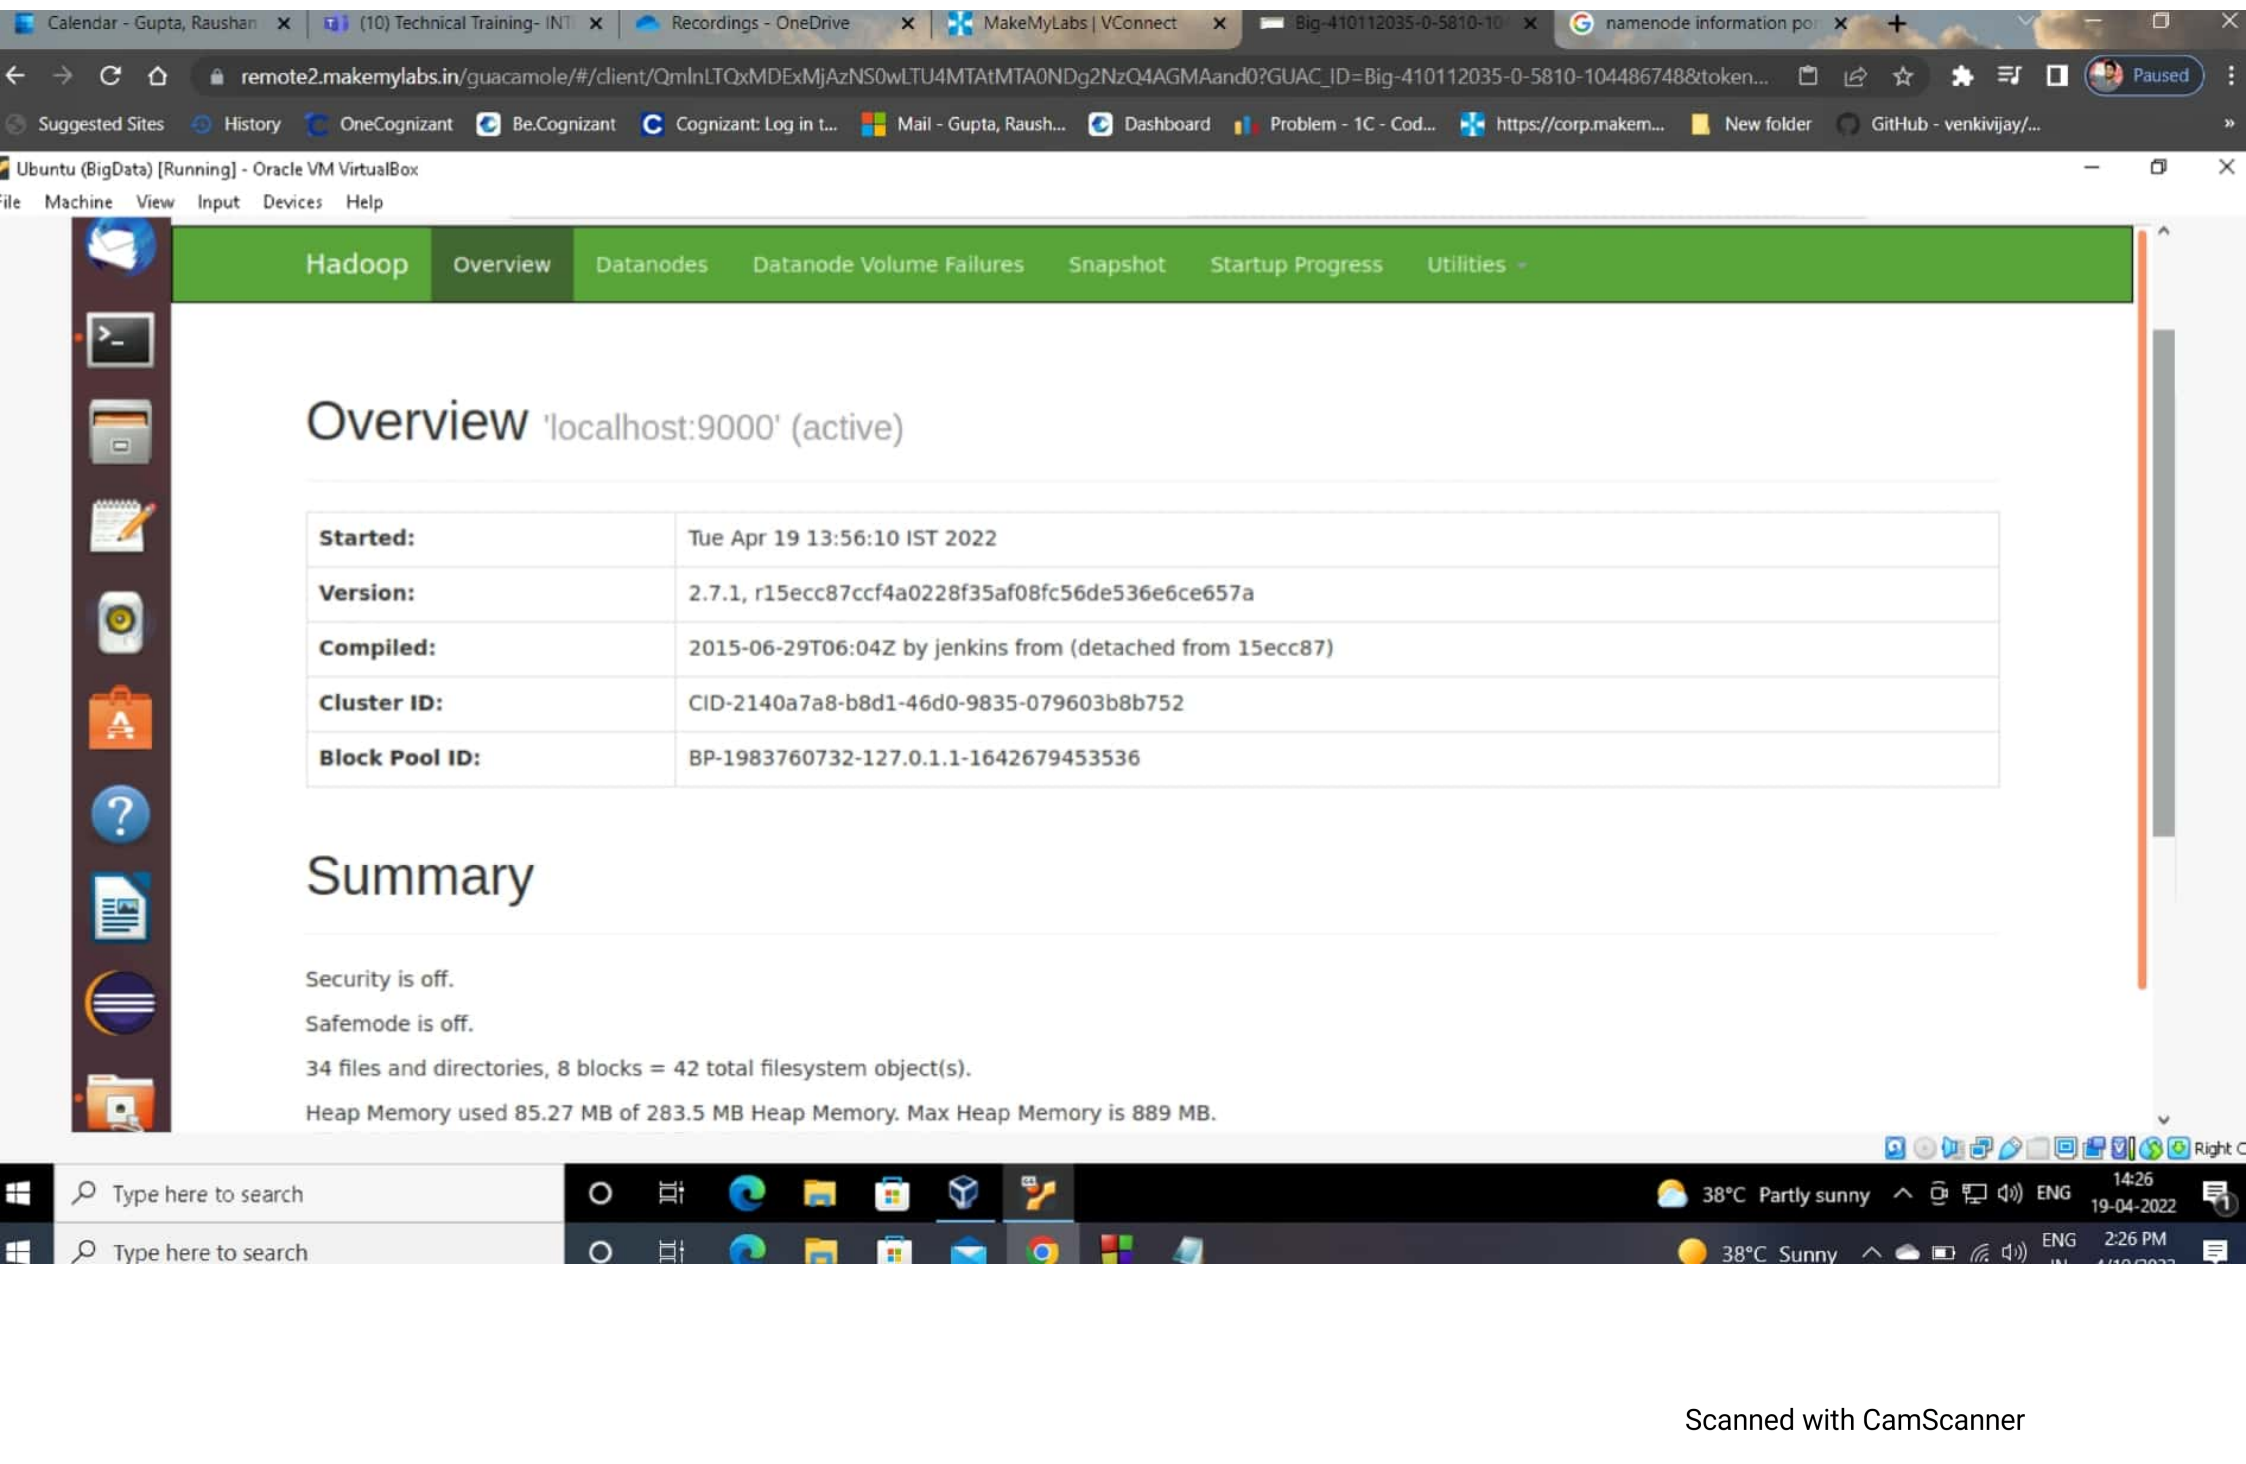 Calendar - Gupta, Raushan (10) Technical Training- INT Recordings - OneDrive MakeMyLabs | VConnect Big-410112035-0-5810-10 namenode information por
remote2.makemylabs.in/guacamole/#/client/QmlnLTQxMDExMjAzNS0wLTU4MTAtMTA0NDg2NzQ4AGMAand0?GUAC_ID=Big-410112035-0-5810-104486748&token... Paused
Suggested Sites History OneCognizant Be.Cognizant Cognizant: Log in t... Mail - Gupta, Raush... Dashboard Problem - 1C - Cod... https://corp.makem... New folder GitHub - venkivijay/... »
Ubuntu (BigData) [Running] - Oracle VM VirtualBox
File Machine View Input Devices Help
Hadoop Overview Datanodes Datanode Volume Failures Snapshot Startup Progress Utilities
Overview 'localhost:9000' (active)
Started: Tue Apr 19 13:56:10 IST 2022
Version: 2.7.1, r15ecc87ccf4a0228f35af08fc56de536e6ce657a
Compiled: 2015-06-29T06:04Z by jenkins from (detached from 15ecc87)
Cluster ID: CID-2140a7a8-b8d1-46d0-9835-079603b8b752
Block Pool ID: BP-1983760732-127.0.1.1-1642679453536
Summary
Security is off.
Safemode is off.
34 files and directories, 8 blocks = 42 total filesystem object(s).
Heap Memory used 85.27 MB of 283.5 MB Heap Memory. Max Heap Memory is 889 MB.
Right C
Type here to search 38°C Partly sunny ENG 14:26
19-04-2022 1
Type here to search 38°C Sunny ENG 2:26 PM
Scanned with CamScanner